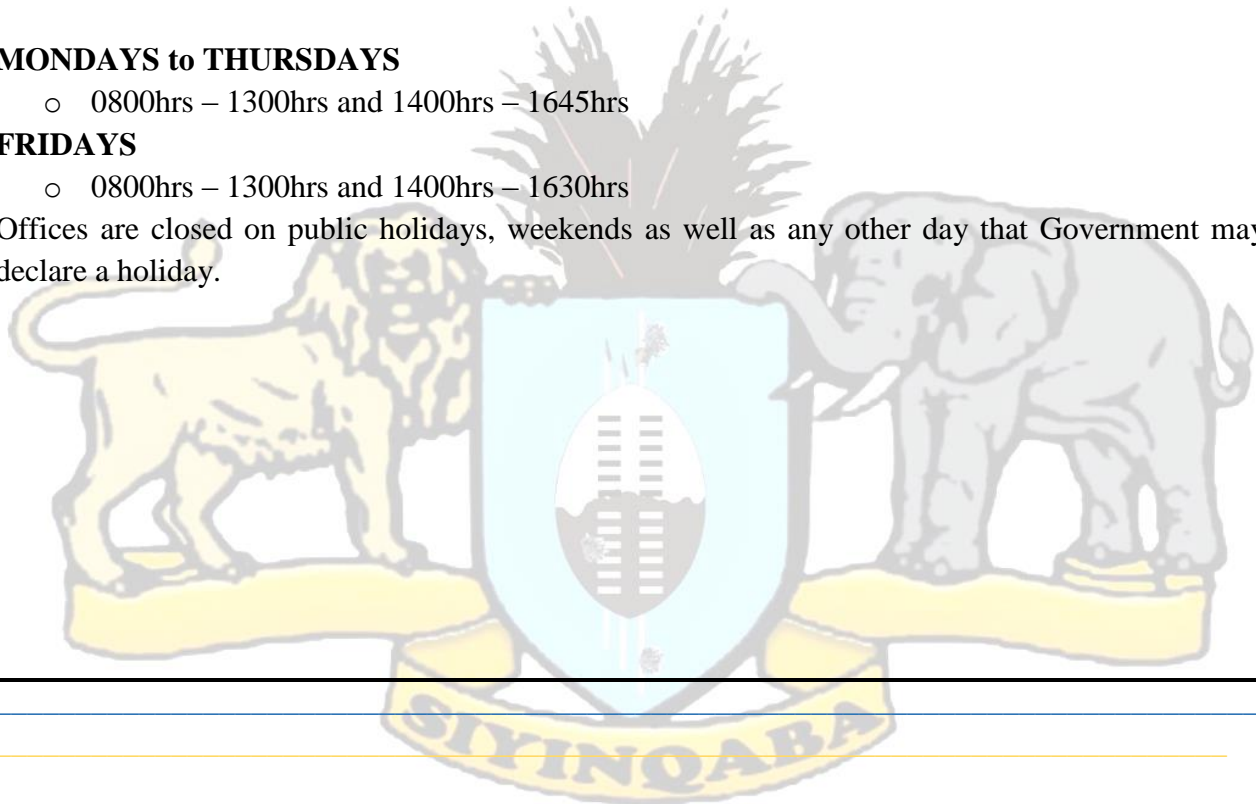 MONDAYS to THURSDAYS
o 0800hrs – 1300hrs and 1400hrs – 1645hrs
FRIDAYS
o 0800hrs – 1300hrs and 1400hrs – 1630hrs
Offices are closed on public holidays, weekends as well as any other day that Government may
declare a holiday.
SIYINQABA